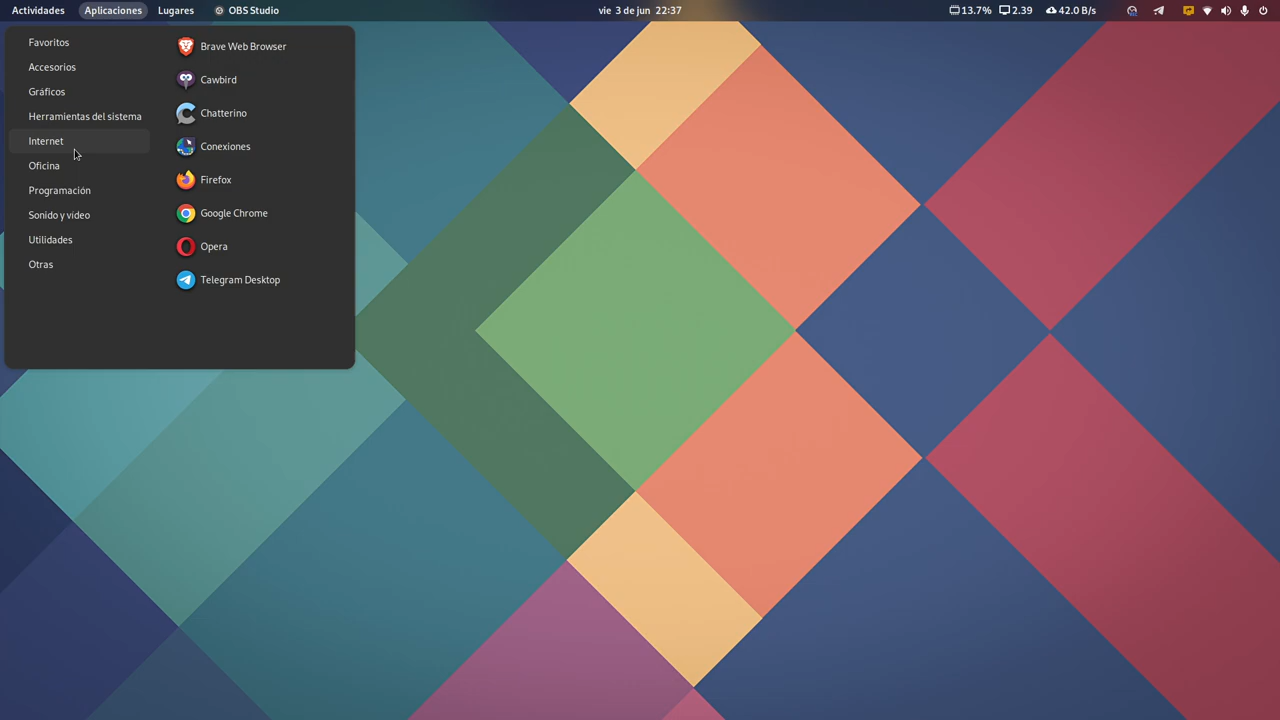 Actividades Aplicaciones Lugares OBS Studio vie 3 de jun 22:37 13.7% 2.39 42.0 B/s
Favoritos
Accesorios
Gráficos
Herramientas del sistema
Internet
Oficina
Programación
Sonido y video
Utilidades
Otras
Brave Web Browser
Cawbird
Chatterino
Conexiones
Firefox
Google Chrome
Opera
Telegram Desktop